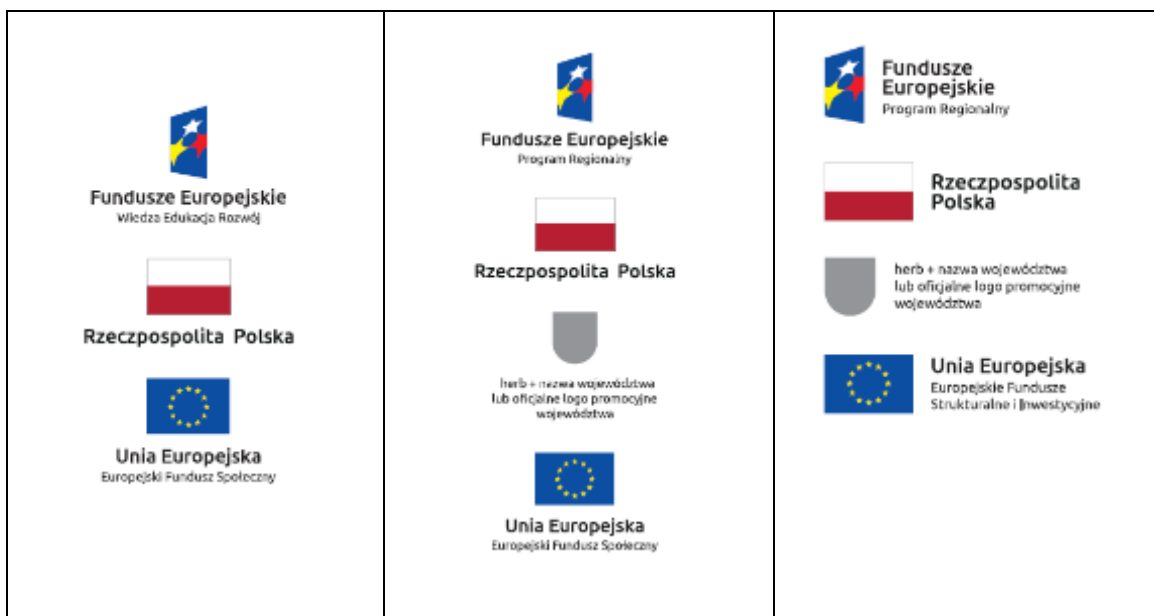 Fundusze Europejskie
Wiedza Edukacja Rozwój
Rzeczpospolita Polska
Unia Europejska
Europejski Fundusz Społeczny
Fundusze Europejskie
Program Regionalny
Rzeczpospolita Polska
herb + nazwa województwa
lub oficjalne logo promocyjne
województwa
Unia Europejska
Europejski Fundusz Społeczny
Fundusze
Europejskie
Program Regionalny
Rzeczpospolita
Polska
herb + nazwa województwa
lub oficjalne logo promocyjne
województwa
Unia Europejska
Europejskie Fundusze
Strukturalne i Inwestycyjne